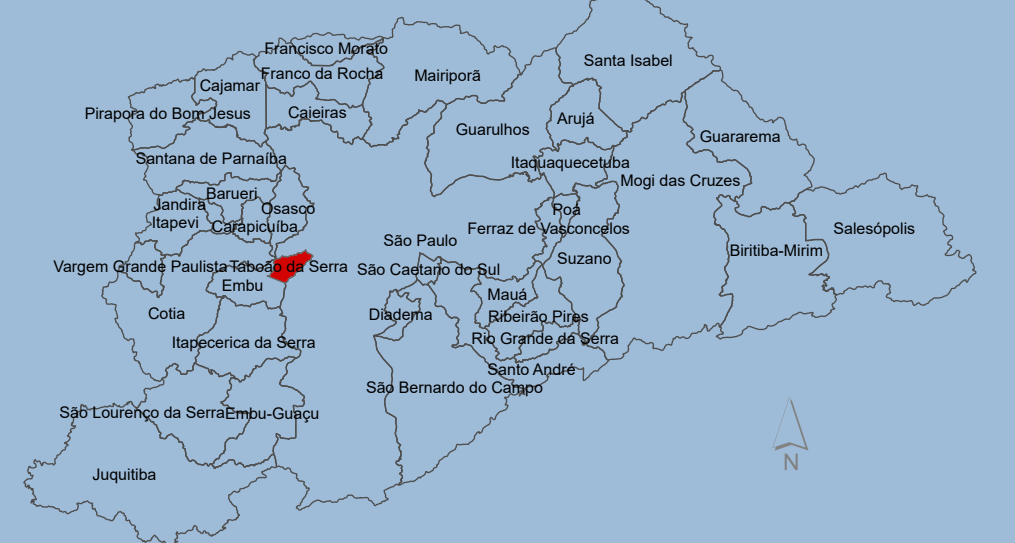 Francisco Morato
Santa Isabel
Franco da Rocha
Mairiporã
Cajamar
Pirapora do Bom Jesus
Caieiras
Arujá
Guarulhos
Guararema
Santana de Parnaíba
Itaquaquecetuba
Mogi das Cruzes
Barueri
Jandira
Osasco
Poá
Itapevi
Carapicuíba
Ferraz de Vasconcelos
Salesópolis
São Paulo
Biritiba-Mirim
Suzano
Vargem Grande Paulista
Taboão da Serra
São Caetano do Sul
Embu
Mauá
Cotia
Diadema
Ribeirão Pires
Itapecerica da Serra
Rio Grande da Serra
Santo André
São Bernardo do Campo
São Lourenço da Serra
Embu-Guaçu
N
Juquitiba